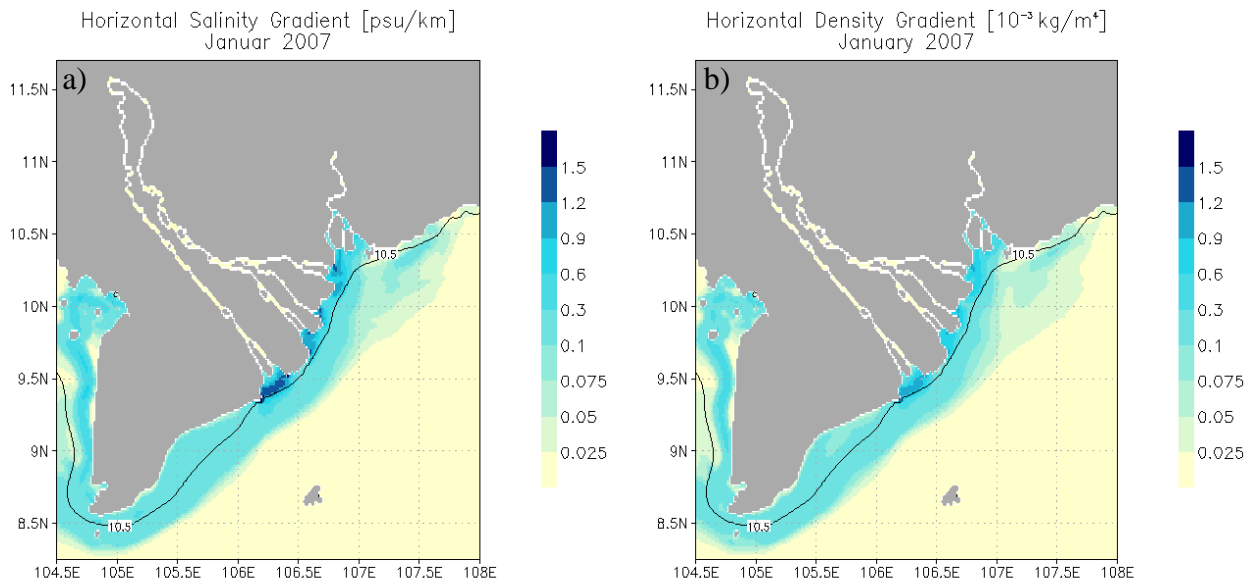 Horizontal Salinity Gradient [psu/km]
Januar 2007
a)
11.5N
11N
10.5N
10N
9.5N
9N
8.5N
104.5E 105E 105.5E 106E 106.5E 107E 107.5E 108E
10.5
10.5
1.5
1.2
0.9
0.6
0.3
0.1
0.075
0.05
0.025
Horizontal Density Gradient [10⁻³ kg/m⁴]
January 2007
b)
11.5N
11N
10.5N
10N
9.5N
9N
8.5N
104.5E 105E 105.5E 106E 106.5E 107E 107.5E 108E
10.5
10.5
1.5
1.2
0.9
0.6
0.3
0.1
0.075
0.05
0.025